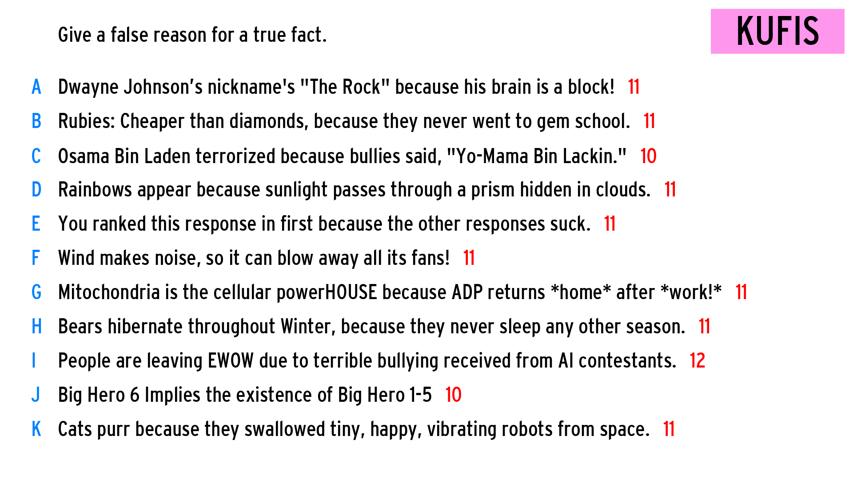 Give a false reason for a true fact.
KUFIS
A Dwayne Johnson's nickname's "The Rock" because his brain is a block! 11
B Rubies: Cheaper than diamonds, because they never went to gem school. 11
C Osama Bin Laden terrorized because bullies said, "Yo-Mama Bin Lackin." 10
D Rainbows appear because sunlight passes through a prism hidden in clouds. 11
E You ranked this response in first because the other responses suck. 11
F Wind makes noise, so it can blow away all its fans! 11
G Mitochondria is the cellular powerHOUSE because ADP returns *home* after *work!* 11
H Bears hibernate throughout Winter, because they never sleep any other season. 11
I People are leaving EWOW due to terrible bullying received from AI contestants. 12
J Big Hero 6 Implies the existence of Big Hero 1-5 10
K Cats purr because they swallowed tiny, happy, vibrating robots from space. 11